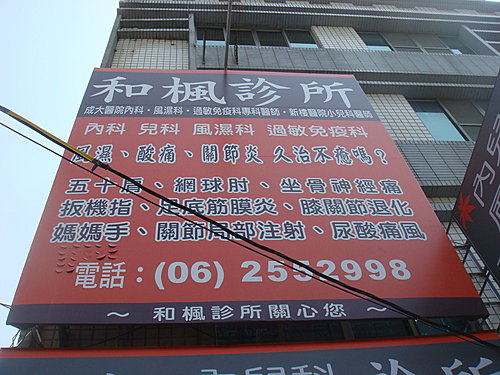 和楓診所
成大醫院內科・風濕科・過敏免疫科專科醫師・新樓醫院小兒科醫師
內科 兒科 風濕科 過敏免疫科
風濕、酸痛、關節炎 久治不癒嗎?
五十肩、網球肘、坐骨神經痛
扳機指、足底筋膜炎、膝關節退化
媽媽手、關節局部注射、尿酸痛風
電話:(06) 2552998
～ 和楓診所關心您 ～